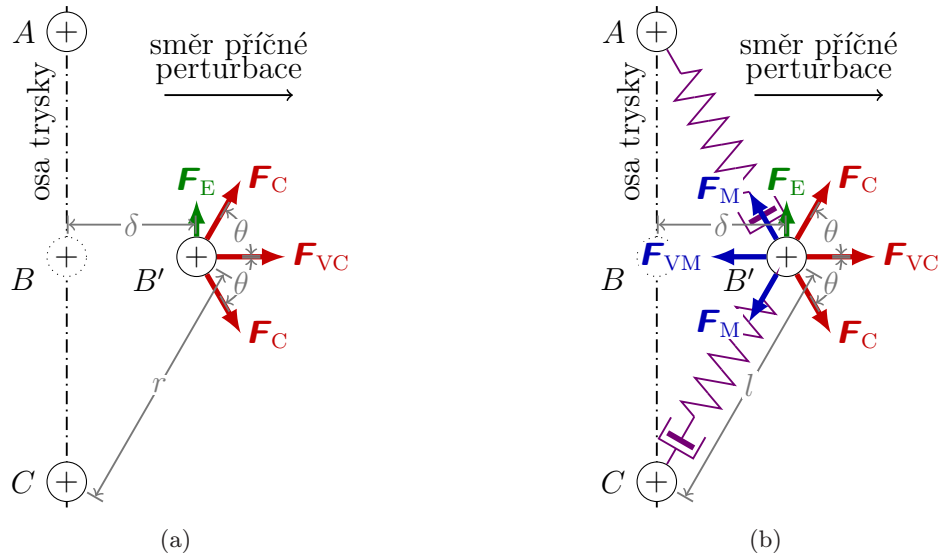 A
směr příčné
perturbace
osa trysky
F_E
F_C
θ
δ
B
B′
F_VC
θ
F_C
r
C
(a)
A
směr příčné
perturbace
osa trysky
F_M
F_E
F_C
θ
δ
B
F_VM
B′
F_VC
θ
F_M
F_C
l
C
(b)